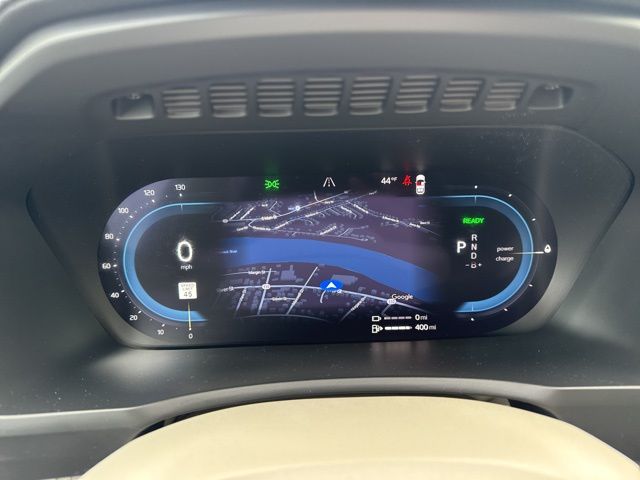 44°F
130
120
100
80
60
40
20
10
0
0
mph
SPEED
LIMIT
45
READY
P
R
N
D
B +
power
charge
Google
0 mi
400 mi